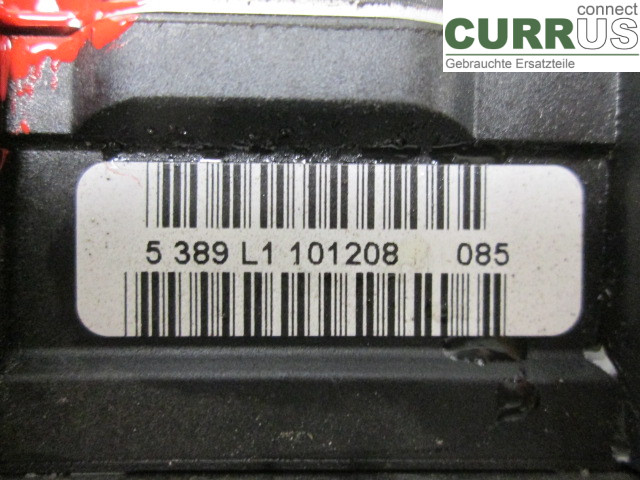 connect
CURRUS
Gebrauchte Ersatzteile
5 389 L1 101208 085